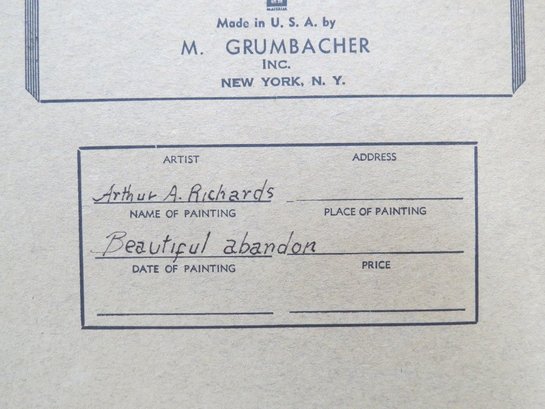 Made in U. S. A. by
M. GRUMBACHER
INC.
NEW YORK, N. Y.
ARTIST ADDRESS
Arthur A. Richards
NAME OF PAINTING PLACE OF PAINTING
Beautiful abandon
DATE OF PAINTING PRICE